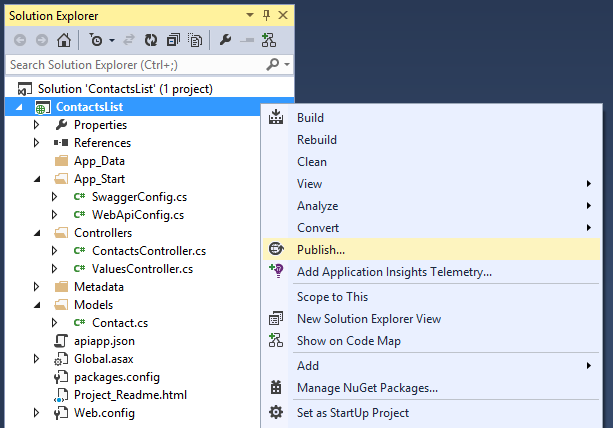 Solution Explorer
Search Solution Explorer (Ctrl+;)
Solution 'ContactsList' (1 project)
ContactsList
Properties
References
App_Data
App_Start
C# SwaggerConfig.cs
C# WebApiConfig.cs
Controllers
C# ContactsController.cs
C# ValuesController.cs
Metadata
Models
C# Contact.cs
apiapp.json
Global.asax
packages.config
Project_Readme.html
Web.config
Build
Rebuild
Clean
View
Analyze
Convert
Publish...
Add Application Insights Telemetry...
Scope to This
New Solution Explorer View
Show on Code Map
Add
Manage NuGet Packages...
Set as StartUp Project